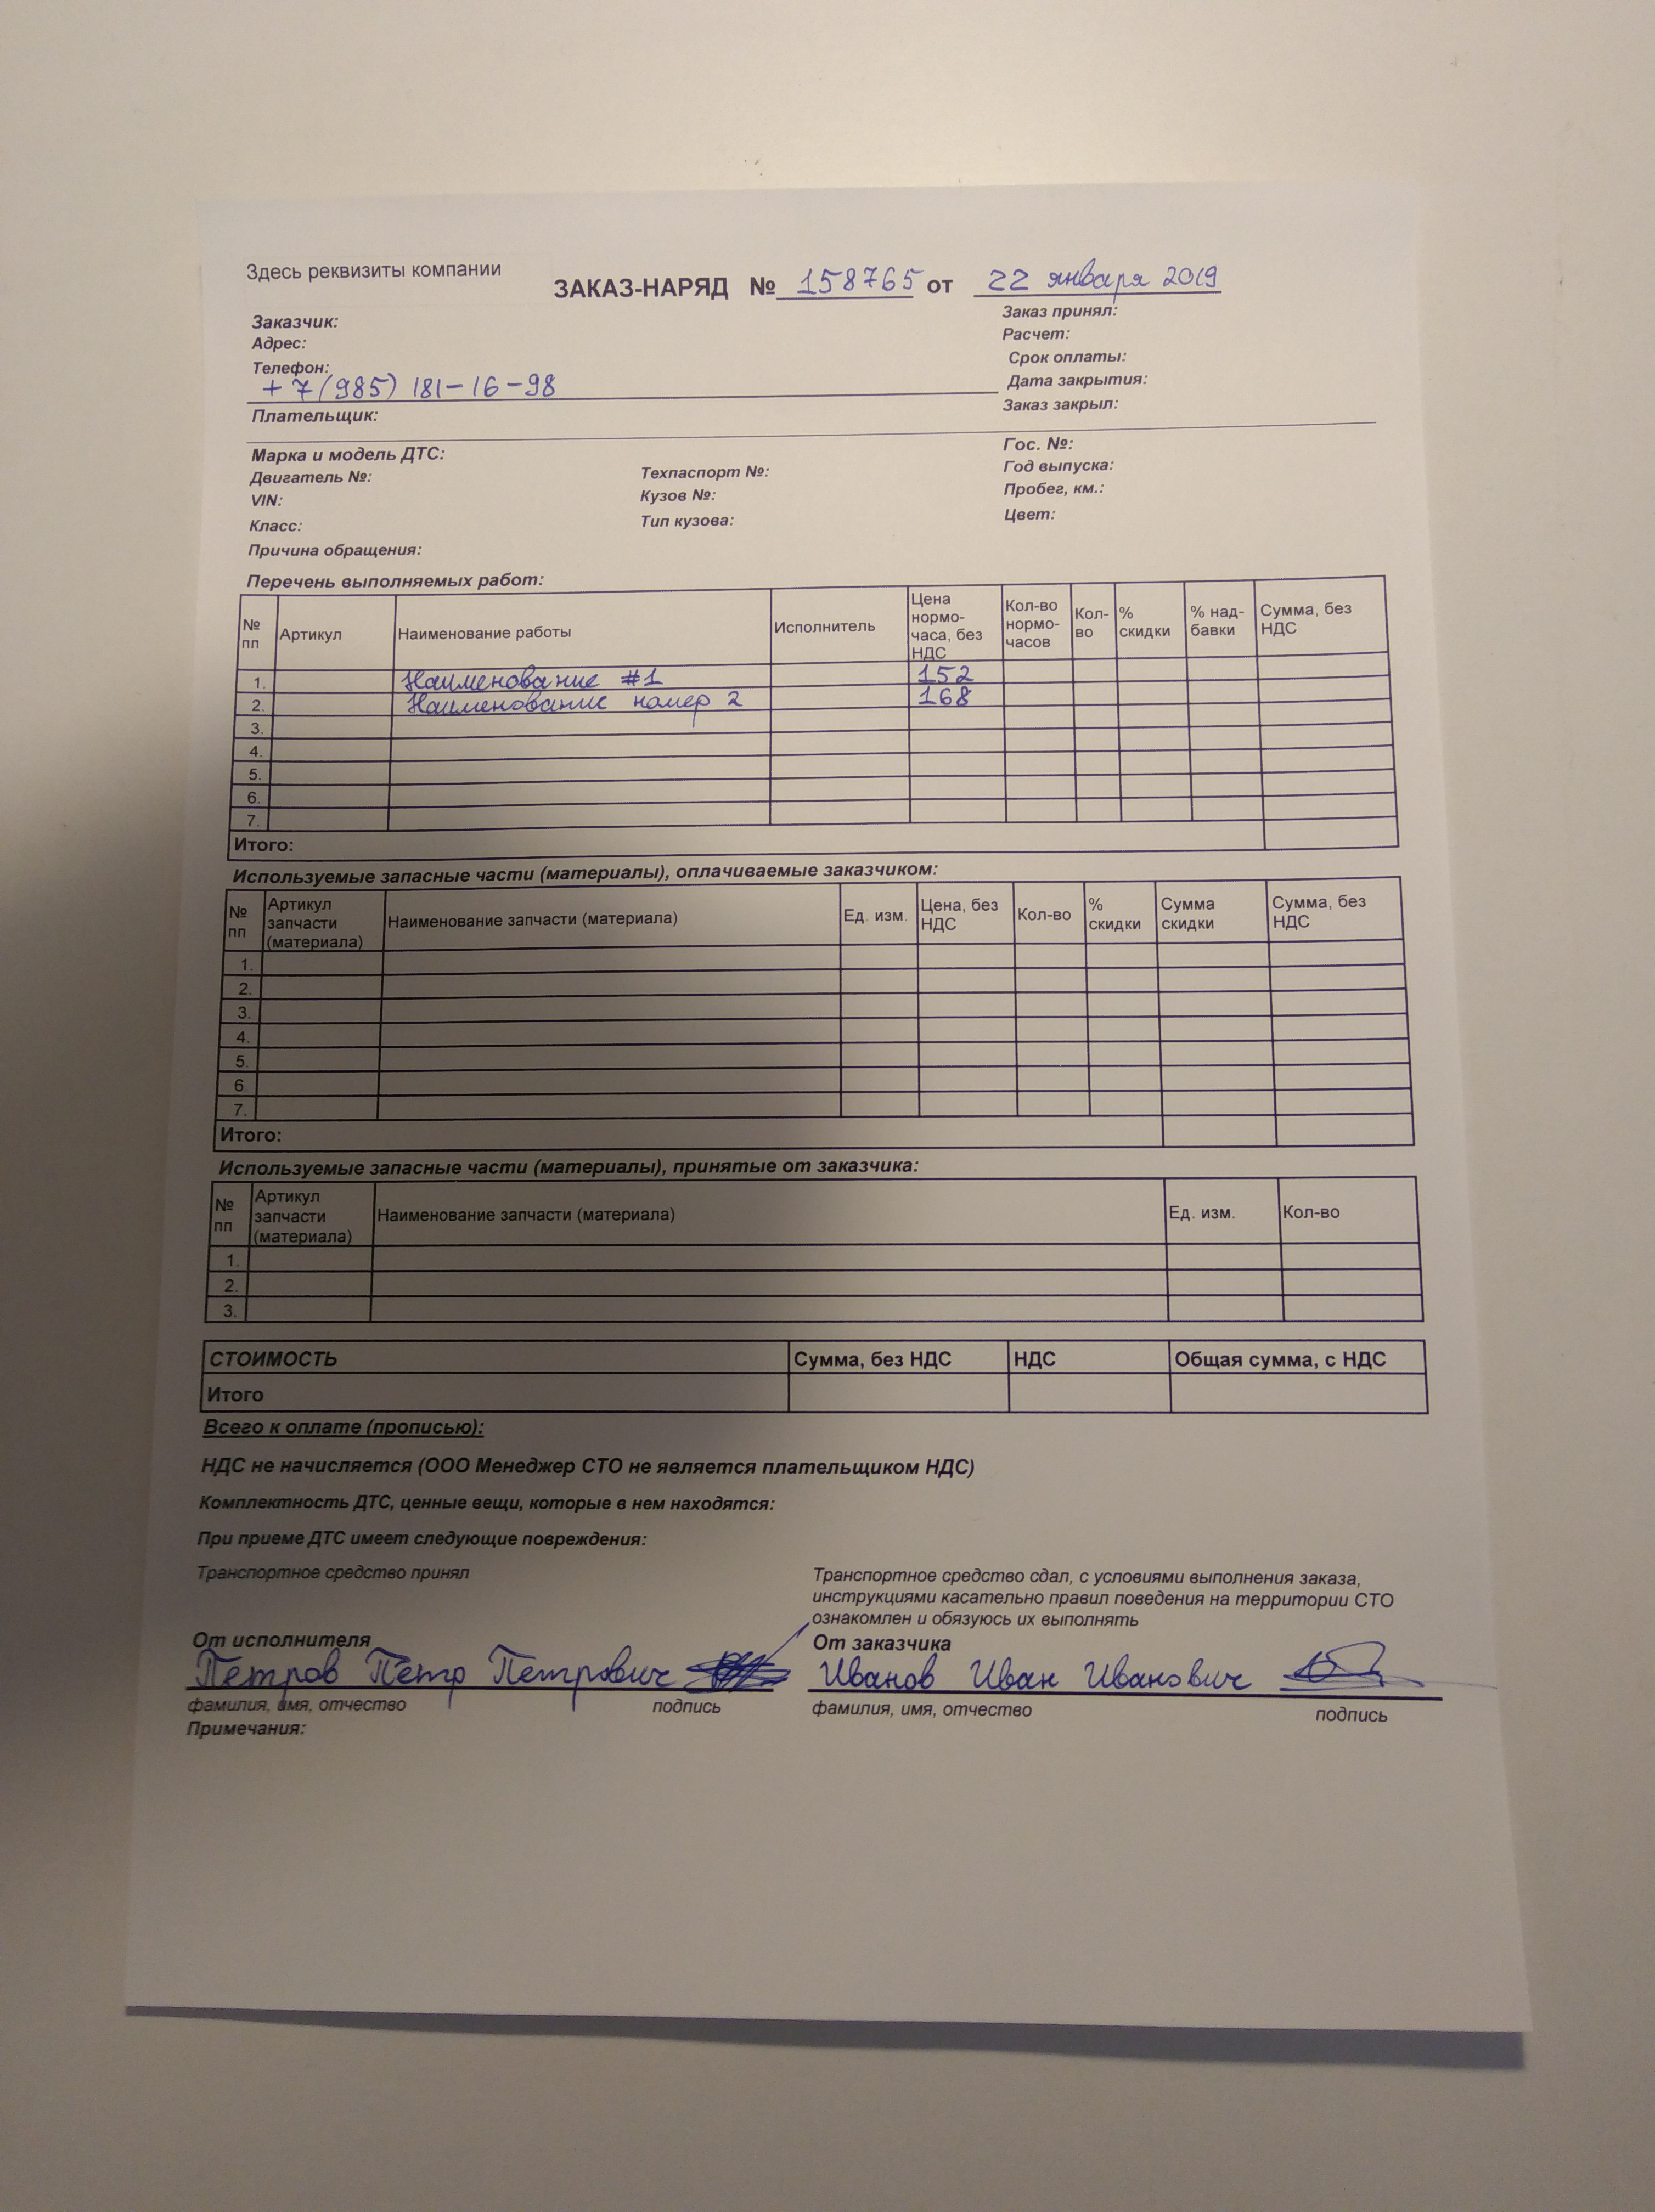 Здесь реквизиты компании
ЗАКАЗ-НАРЯД № 158765 от 22 января 2019
Заказчик: Заказ принял:
Адрес: Расчет:
Телефон: Срок оплаты:
+7(985) 181-16-98 Дата закрытия:
Плательщик: Заказ закрыл:
Марка и модель ДТС: Гос. №:
Двигатель №: Техпаспорт №: Год выпуска:
VIN: Кузов №: Пробег, км.:
Класс: Тип кузова: Цвет:
Причина обращения:
Перечень выполняемых работ:
№ пп Артикул Наименование работы Исполнитель Цена нормо-часа, без НДС Кол-во нормо-часов Кол-во % скидки % над-бавки Сумма, без НДС
1. Наименование #1 152
2. Наименование номер 2 168
3.
4.
5.
6.
7.
Итого:
Используемые запасные части (материалы), оплачиваемые заказчиком:
№ пп Артикул запчасти (материала) Наименование запчасти (материала) Ед. изм. Цена, без НДС Кол-во % скидки Сумма скидки Сумма, без НДС
1.
2.
3.
4.
5.
6.
7.
Итого:
Используемые запасные части (материалы), принятые от заказчика:
№ пп Артикул запчасти (материала) Наименование запчасти (материала) Ед. изм. Кол-во
1.
2.
3.
СТОИМОСТЬ Сумма, без НДС НДС Общая сумма, с НДС
Итого
Всего к оплате (прописью):
НДС не начисляется (ООО Менеджер СТО не является плательщиком НДС)
Комплектность ДТС, ценные вещи, которые в нем находятся:
При приеме ДТС имеет следующие повреждения:
Транспортное средство принял
Транспортное средство сдал, с условиями выполнения заказа,
инструкциями касательно правил поведения на территории СТО
ознакомлен и обязуюсь их выполнять
От исполнителя От заказчика
Петров Пётр Петрович Иванов Иван Иванович
фамилия, имя, отчество подпись фамилия, имя, отчество подпись
Примечания: